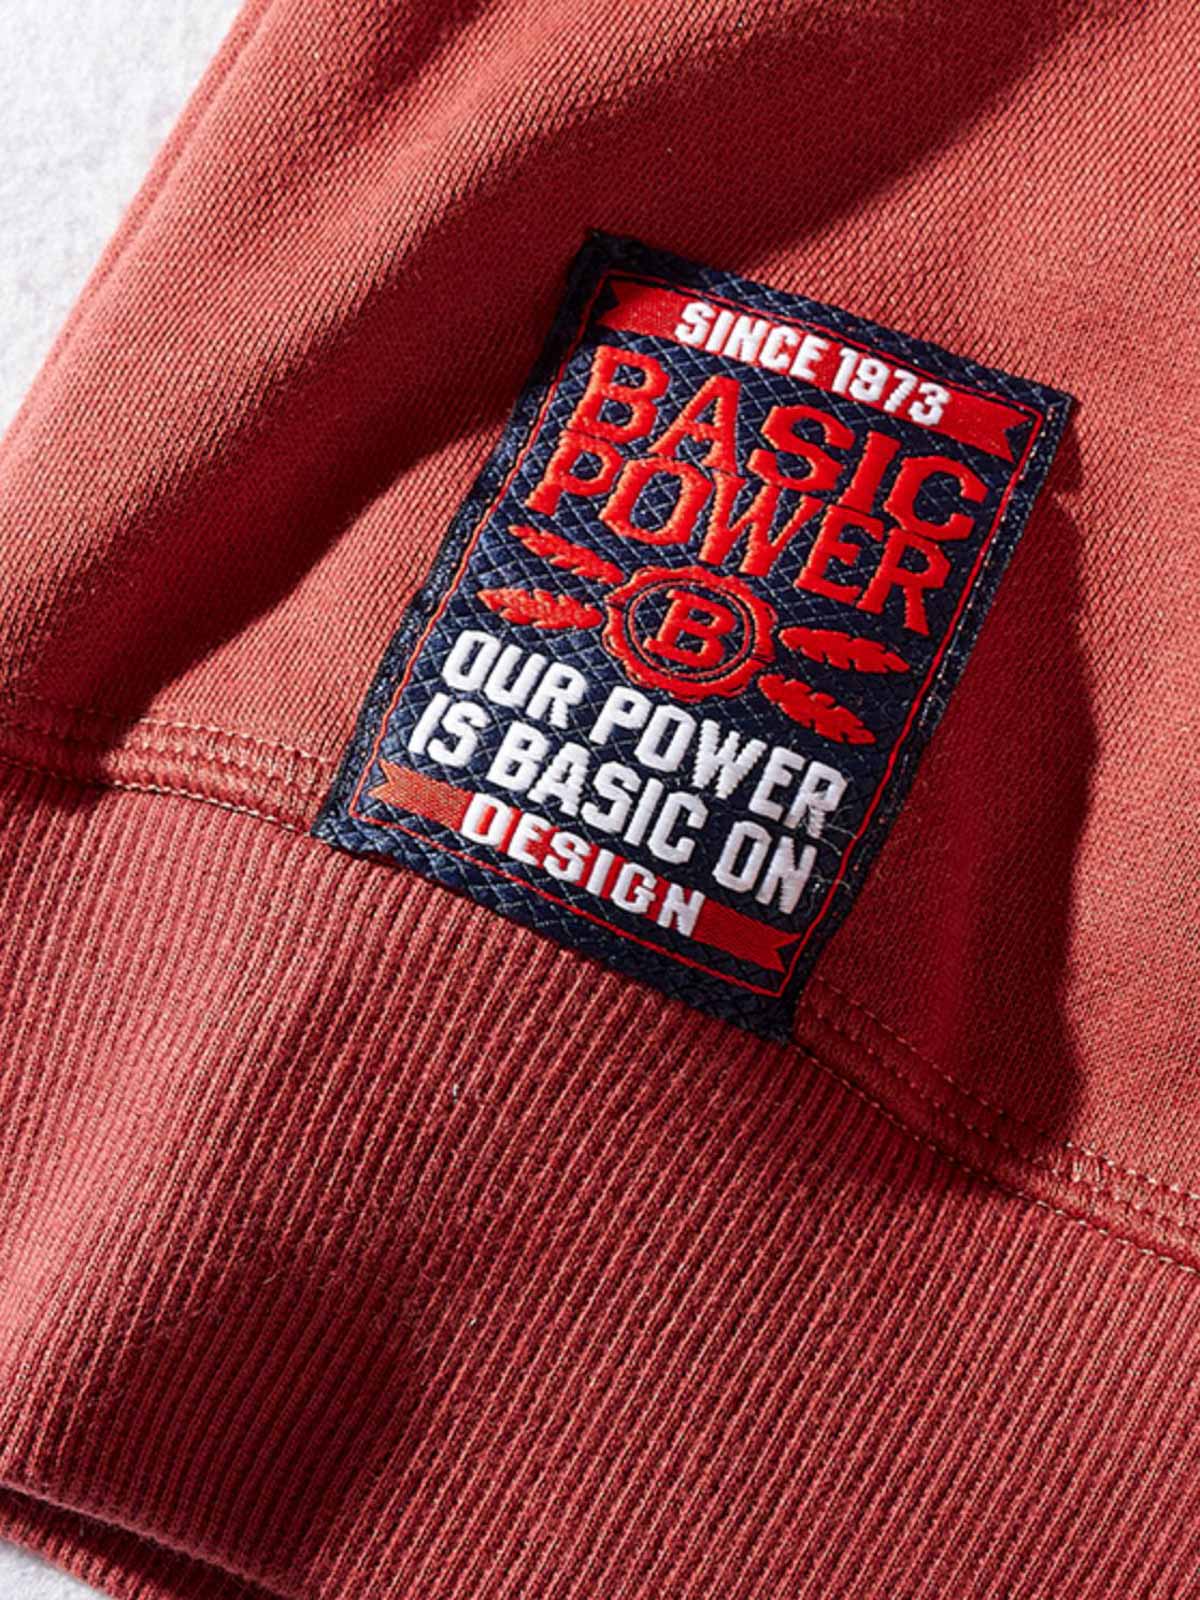 SINCE 1973
BASIC
POWER
B
OUR POWER
IS BASIC ON
DESIGN